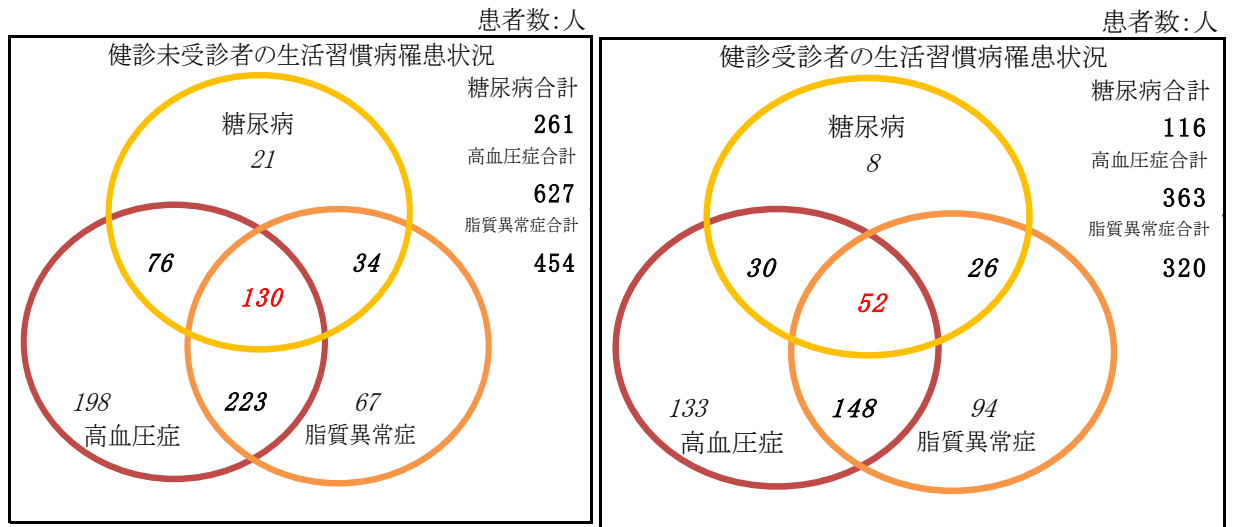 患者数:人
健診未受診者の生活習慣病罹患状況
糖尿病合計
261
高血圧症合計
627
脂質異常症合計
454
糖尿病
21
76
34
130
198
223
67
高血圧症
脂質異常症
患者数:人
健診受診者の生活習慣病罹患状況
糖尿病合計
116
高血圧症合計
363
脂質異常症合計
320
糖尿病
8
30
26
52
133
148
94
高血圧症
脂質異常症